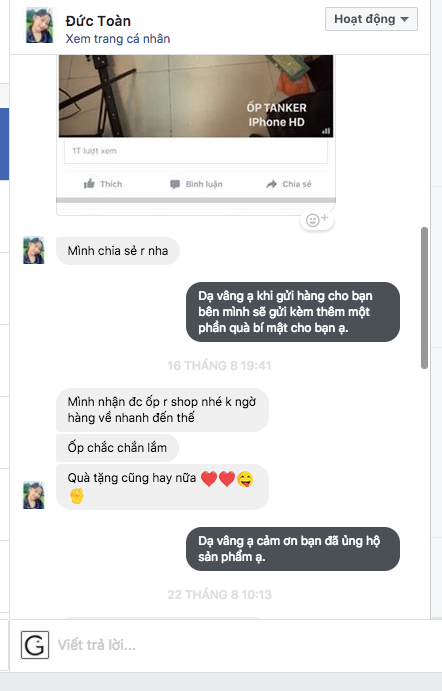 Đức Toàn
Xem trang cá nhân
Hoạt động
ỐP TANKER
IPhone HD
1T lượt xem
Thích
Bình luận
Chia sẻ
Mình chia sẻ r nha
Dạ vâng ạ khi gửi hàng cho bạn
bên mình sẽ gửi kèm thêm một
phần quà bí mật cho bạn ạ.
16 THÁNG 8 19:41
Mình nhận đc ốp r shop nhé k ngờ
hàng về nhanh đến thế
Ốp chắc chắn lắm
Quà tặng cũng hay nữa ❤️❤️😜
✊
Dạ vâng ạ cảm ơn bạn đã ủng hộ
sản phẩm ạ.
22 THÁNG 8 10:13
G
Viết trả lời...